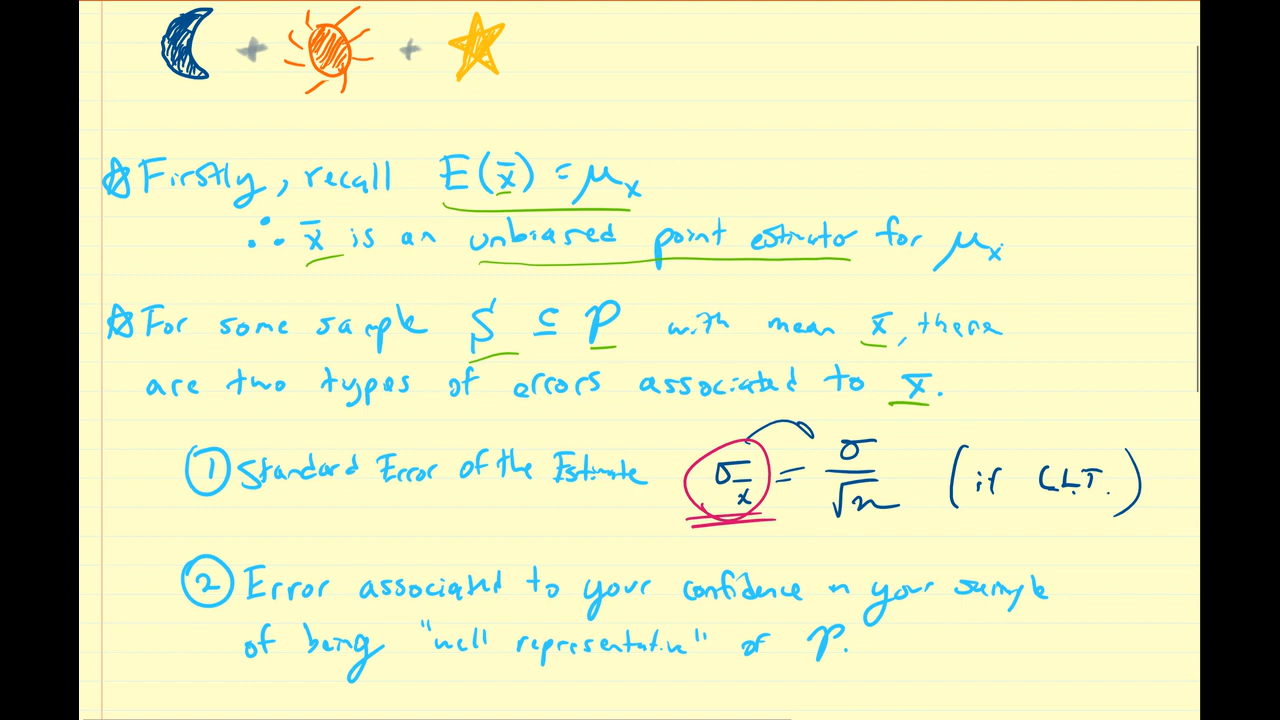 ☆ Firstly, recall E(x̄) = μₓ
∴ x̄ is an unbiased point estimator for μₓ
☆ For some sample S ⊆ P with mean x̄, there
are two types of errors associated to x̄.
① Standard Error of the Estimate σ_x̄ = σ/√n (if C.L.T.)
② Error associated to your confidence in your sample
of being "well representative" of P.